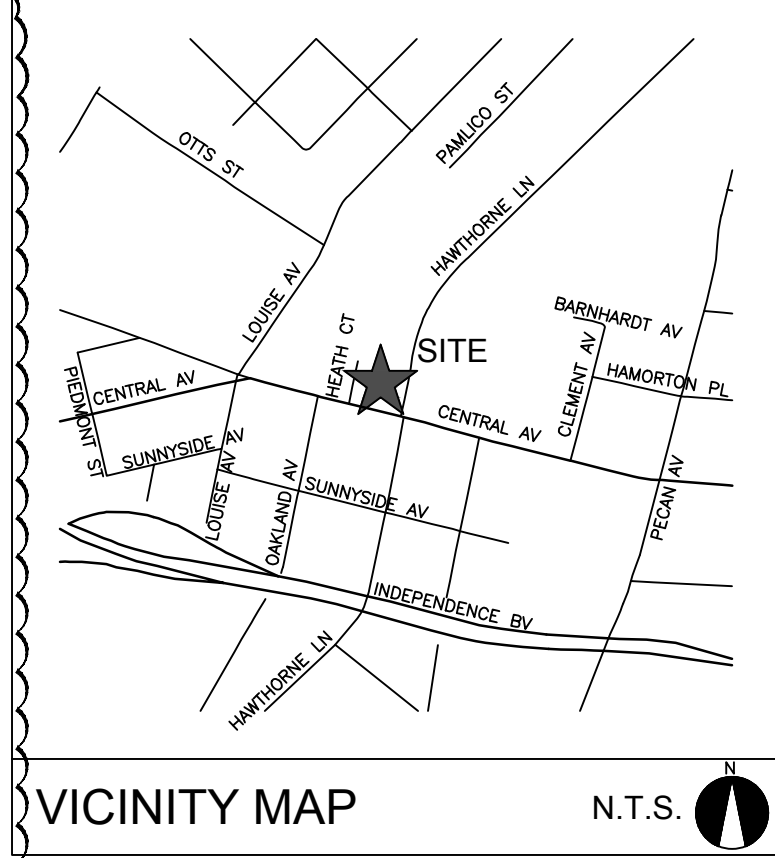 PAMLICO ST
OTTS ST
HAWTHORNE LN
LOUISE AV
BARNHARDT AV
HEATH CT
SITE
CLEMENT AV
HAMORTON PL
PIEDMONT ST
CENTRAL AV
CENTRAL AV
SUNNYSIDE AV
LOUISE AV
OAKLAND AV
SUNNYSIDE AV
PECAN AV
INDEPENDENCE BV
HAWTHORNE LN
VICINITY MAP
N.T.S.
N